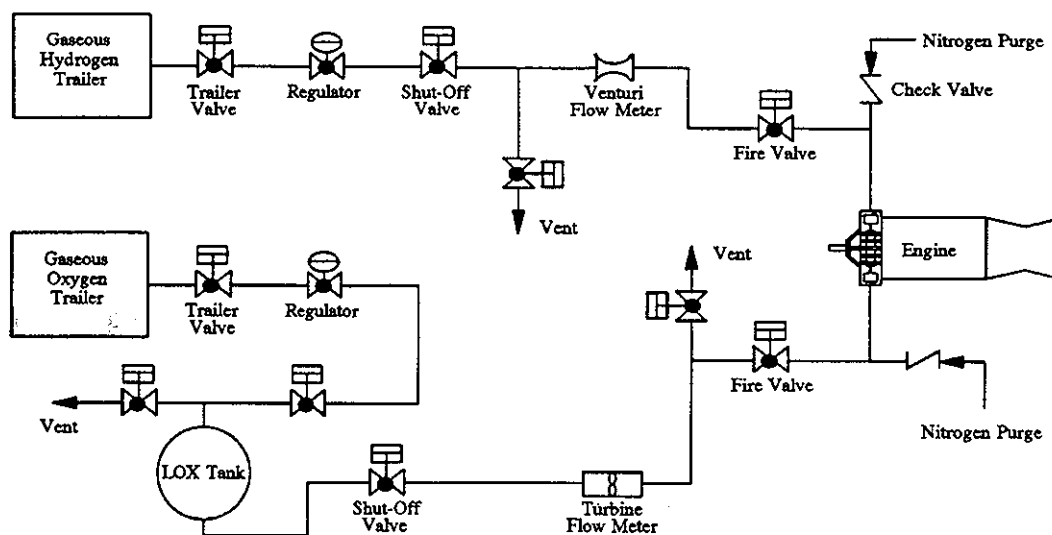 Gaseous
Hydrogen
Trailer
Trailer
Valve
Regulator
Shut-Off
Valve
Venturi
Flow Meter
Nitrogen Purge
Check Valve
Fire Valve
Vent
Gaseous
Oxygen
Trailer
Trailer
Valve
Regulator
Vent
Engine
Fire Valve
Nitrogen Purge
Vent
LOX Tank
Shut-Off
Valve
Turbine
Flow Meter